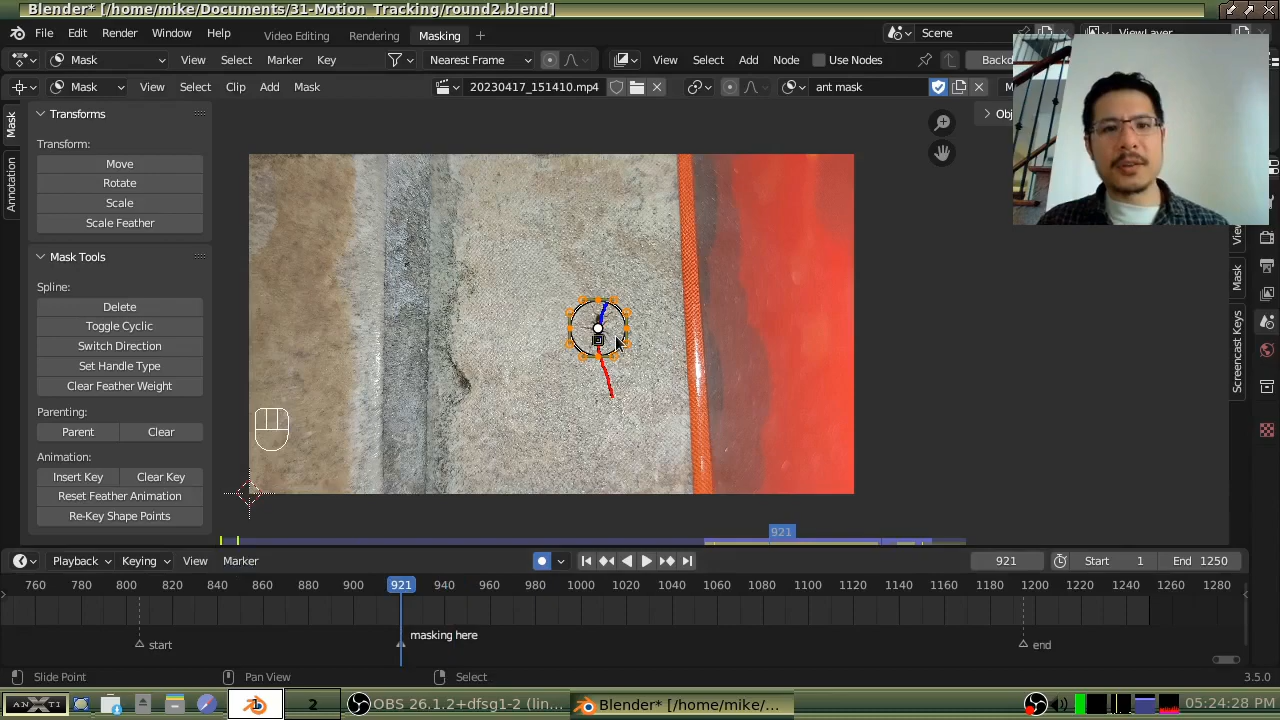 Blender* [/home/mike/Documents/31-Motion_Tracking/round2.blend]
File Edit Render Window Help Video Editing Rendering Masking Scene ViewLayer
Mask View Select Marker Key Nearest Frame View Select Add Node Use Nodes Backd
Mask View Select Clip Add Mask 20230417_151410.mp4 ant mask M
Mask
Annotation
Transforms
Transform:
Move
Rotate
Scale
Scale Feather
Mask Tools
Spline:
Delete
Toggle Cyclic
Switch Direction
Set Handle Type
Clear Feather Weight
Parenting:
Parent Clear
Animation:
Insert Key Clear Key
Reset Feather Animation
Re-Key Shape Points
Obj
Mask
Screencast Keys
921
Playback Keying View Marker 921 Start 1 End 1250
760 780 800 820 840 860 880 900 921 940 960 980 1000 1020 1040 1060 1080 1100 1120 1140 1160 1180 1200 1220 1240 1260 1280
start masking here end
Slide Point Pan View Select 3.5.0
2 OBS 26.1.2+dfsg1-2 (lin... Blender* [/home/mike/... 05:24:28 PM